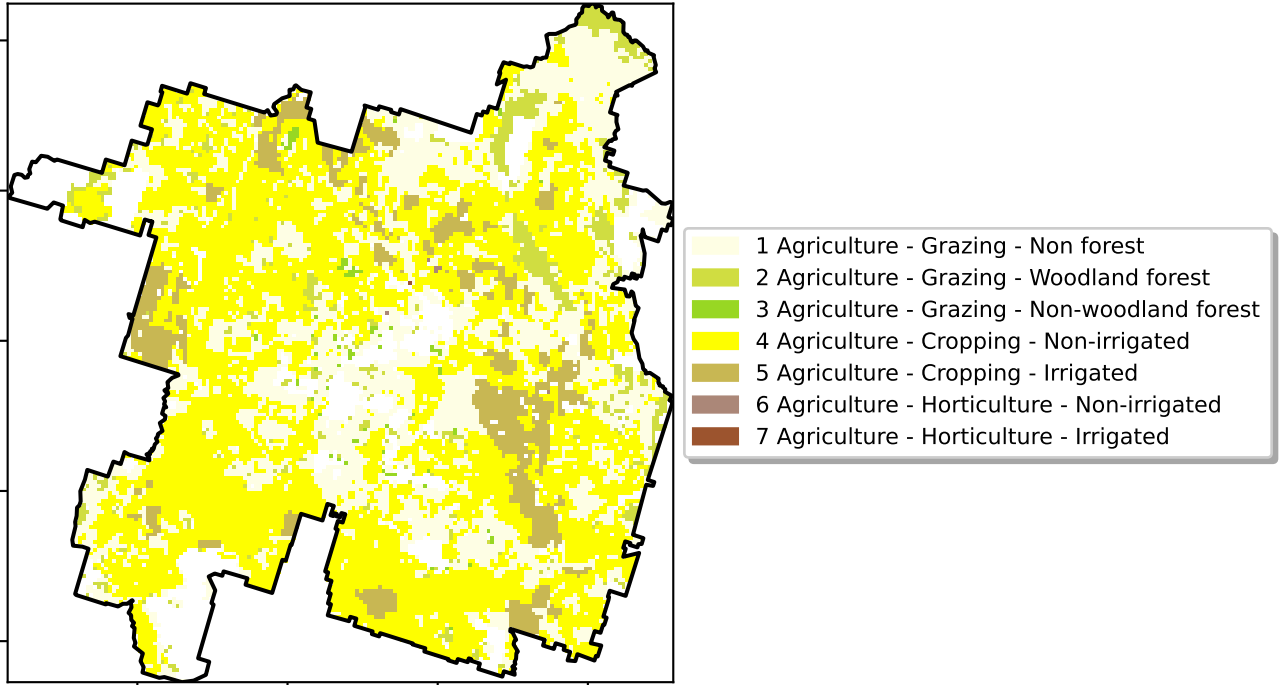 1 Agriculture - Grazing - Non forest
2 Agriculture - Grazing - Woodland forest
3 Agriculture - Grazing - Non-woodland forest
4 Agriculture - Cropping - Non-irrigated
5 Agriculture - Cropping - Irrigated
6 Agriculture - Horticulture - Non-irrigated
7 Agriculture - Horticulture - Irrigated